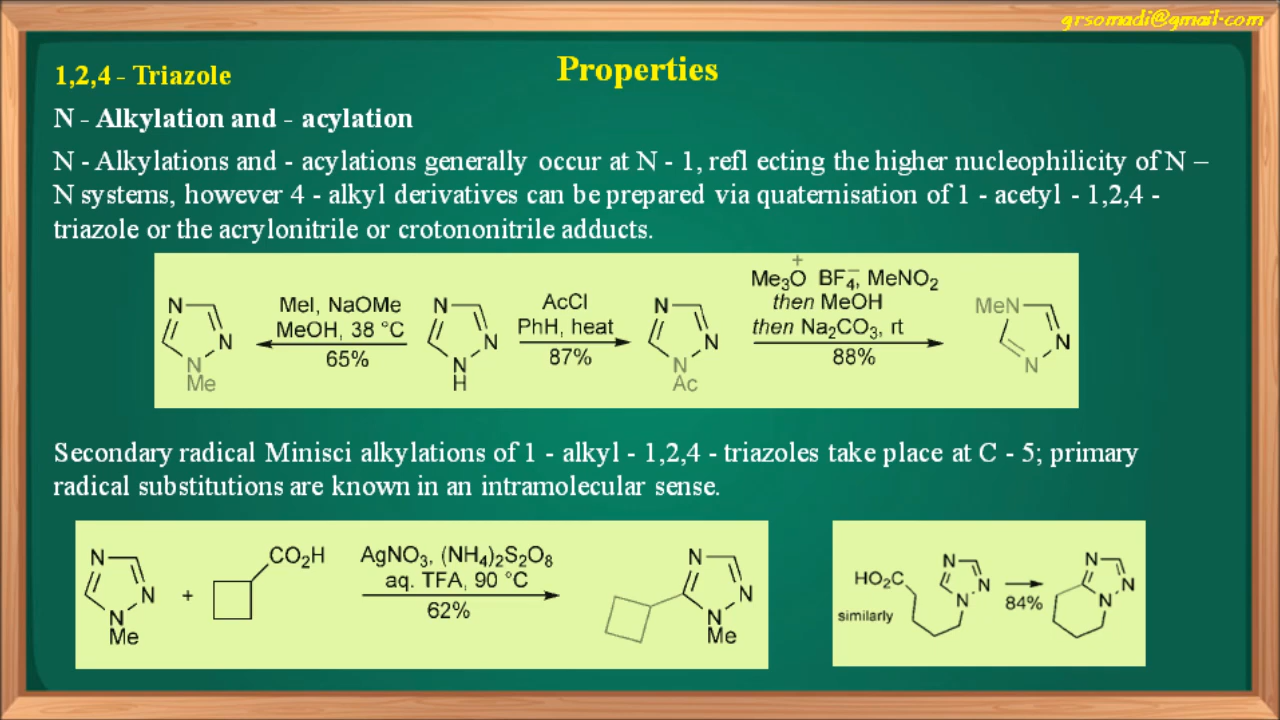 grsomadi@gmail.com
Properties
1,2,4 - Triazole
N - Alkylation and - acylation
N - Alkylations and - acylations generally occur at N - 1, refl ecting the higher nucleophilicity of N –
N systems, however 4 - alkyl derivatives can be prepared via quaternisation of 1 - acetyl - 1,2,4 -
triazole or the acrylonitrile or crotononitrile adducts.
N N N Me
MeI, NaOMe
MeOH, 38 °C
65%
N N N H
AcCl
PhH, heat
87%
N N N Ac
Me₃O⁺ BF₄⁻, MeNO₂
then MeOH
then Na₂CO₃, rt
88%
MeN N N
Secondary radical Minisci alkylations of 1 - alkyl - 1,2,4 - triazoles take place at C - 5; primary
radical substitutions are known in an intramolecular sense.
N N N Me
+
CO₂H
AgNO₃, (NH₄)₂S₂O₈
aq. TFA, 90 °C
62%
N N N Me
HO₂C
similarly
N N N
84%
N N N